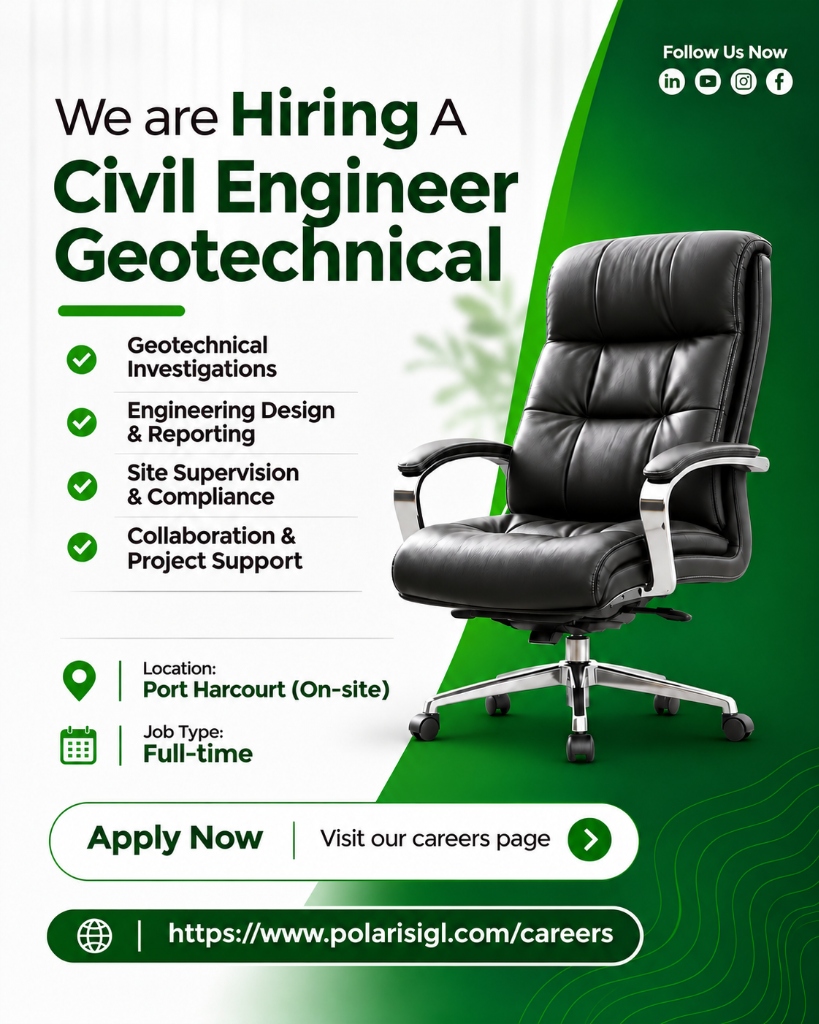 Follow Us Now
We are Hiring A
Civil Engineer
Geotechnical
Geotechnical
Investigations
Engineering Design
& Reporting
Site Supervision
& Compliance
Collaboration &
Project Support
Location:
Port Harcourt (On-site)
Job Type:
Full-time
Apply Now
Visit our careers page
https://www.polarisigl.com/careers